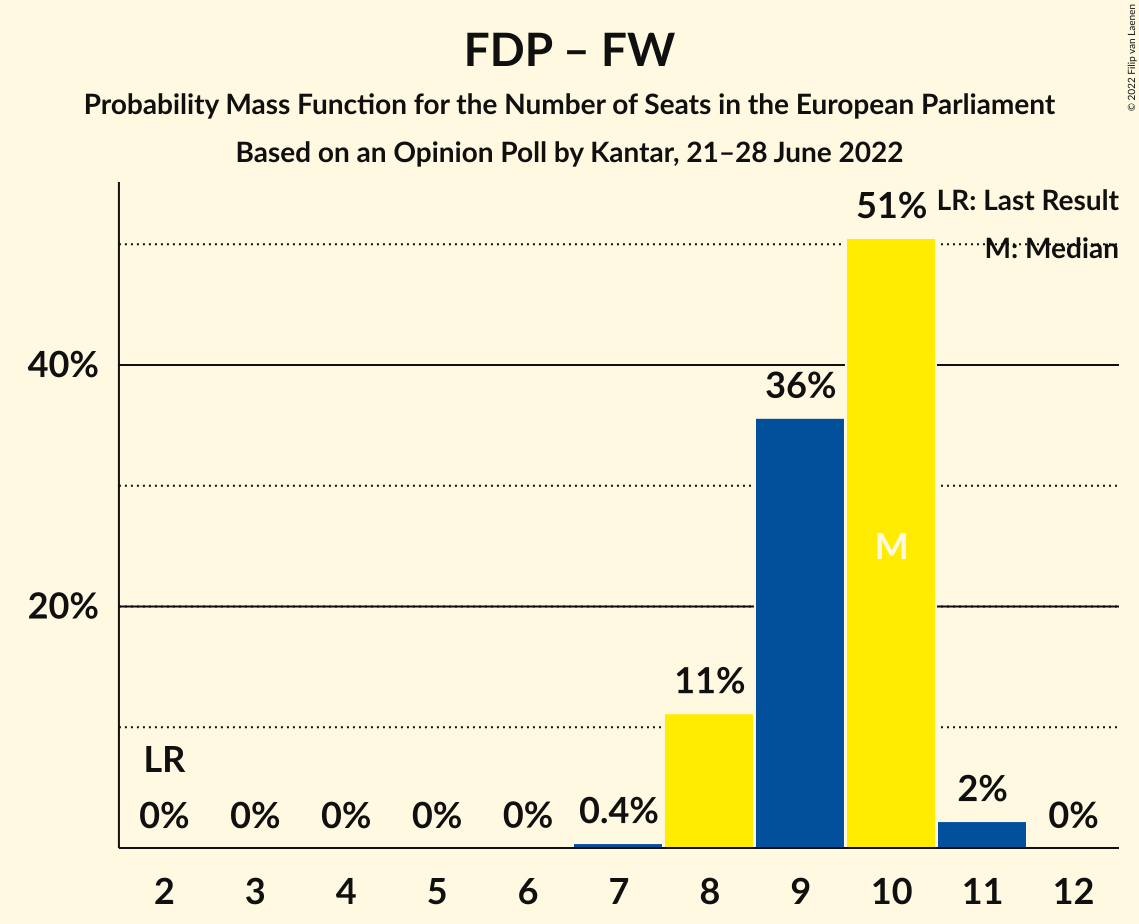 FDP – FW
Probability Mass Function for the Number of Seats in the European Parliament
Based on an Opinion Poll by Kantar, 21–28 June 2022
© 2022 Filip van Laenen
LR: Last Result
M: Median
51%
40%
36%
M
20%
11%
LR
0% 0% 0% 0% 0% 0.4% 2% 0%
2 3 4 5 6 7 8 9 10 11 12